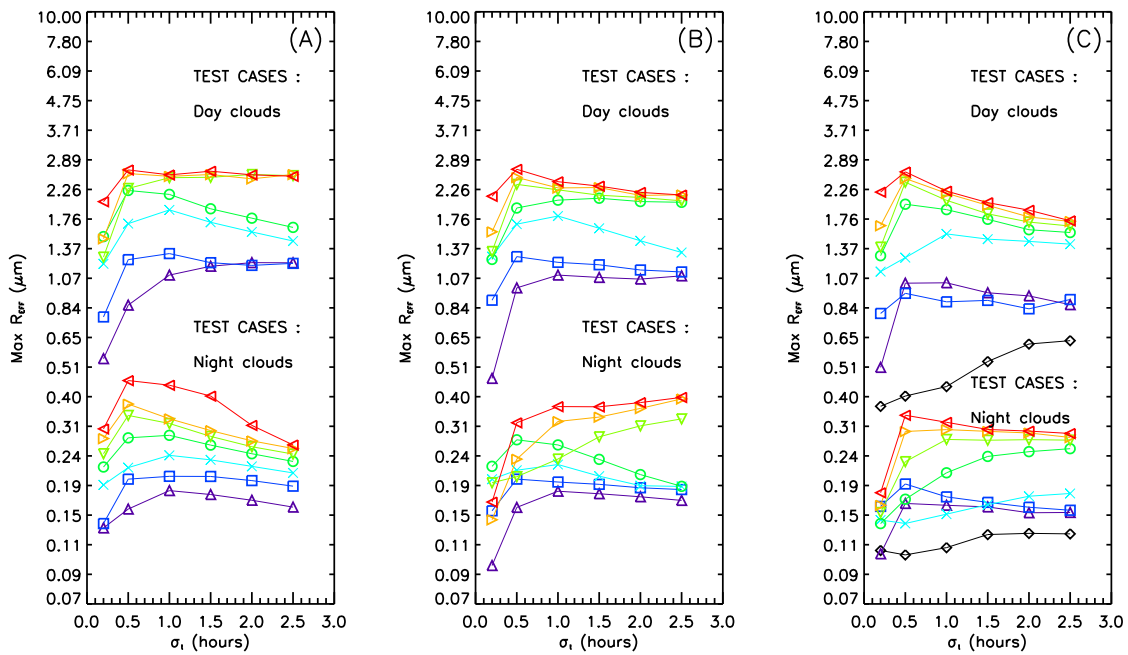 (A)
TEST CASES :
Day clouds
TEST CASES :
Night clouds
10.00
7.80
6.09
4.75
3.71
2.89
2.26
1.76
1.37
1.07
0.84
0.65
0.51
0.40
0.31
0.24
0.19
0.15
0.11
0.09
0.07
Max R_EFF (μm)
0.0 0.5 1.0 1.5 2.0 2.5 3.0
σ_L (hours)
(B)
TEST CASES :
Day clouds
TEST CASES :
Night clouds
10.00
7.80
6.09
4.75
3.71
2.89
2.26
1.76
1.37
1.07
0.84
0.65
0.51
0.40
0.31
0.24
0.19
0.15
0.11
0.09
0.07
Max R_EFF (μm)
0.0 0.5 1.0 1.5 2.0 2.5 3.0
σ_L (hours)
(C)
TEST CASES :
Day clouds
TEST CASES :
Night clouds
10.00
7.80
6.09
4.75
3.71
2.89
2.26
1.76
1.37
1.07
0.84
0.65
0.51
0.40
0.31
0.24
0.19
0.15
0.11
0.09
0.07
Max R_EFF (μm)
0.0 0.5 1.0 1.5 2.0 2.5 3.0
σ_L (hours)